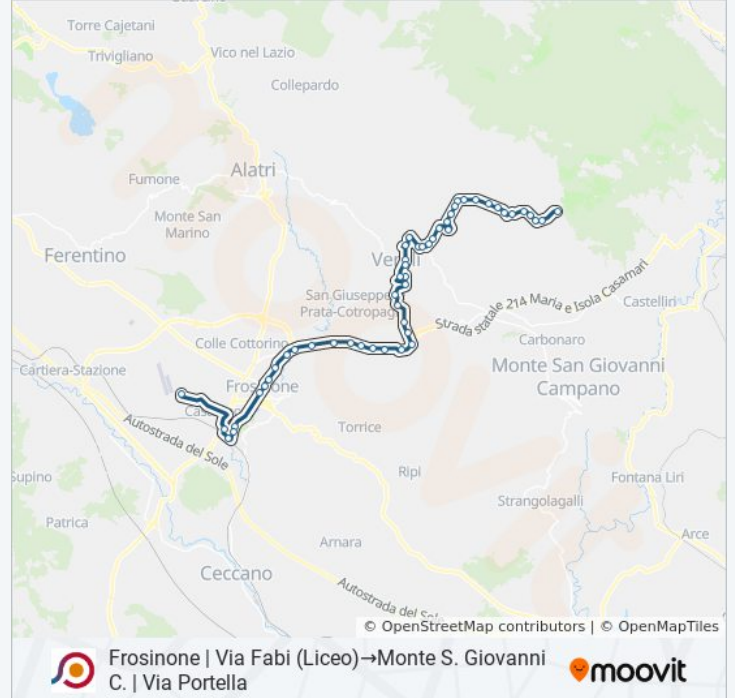 Torre Cajetani
Trivigliano
Vico nel Lazio
Collepardo
Alatri
Fumone
Monte San
Marino
Ferentino
San Giuseppe
Prata-Cotropag
Strada statale 214 Maria e Isola Casamari
Castelliri
Colle Cottorino
Carbonaro
Cartiera-Stazione
Monte San Giovanni
Campano
Frosinone
Autostrada del Sole
Torrice
Supino
Ripi
Fontana Liri
Strangolagalli
Patrica
Arnara
Arce
Ceccano
Autostrada del Sole
© OpenStreetMap contributors | © OpenMapTiles
Frosinone | Via Fabi (Liceo)→Monte S. Giovanni
C. | Via Portella
moovit